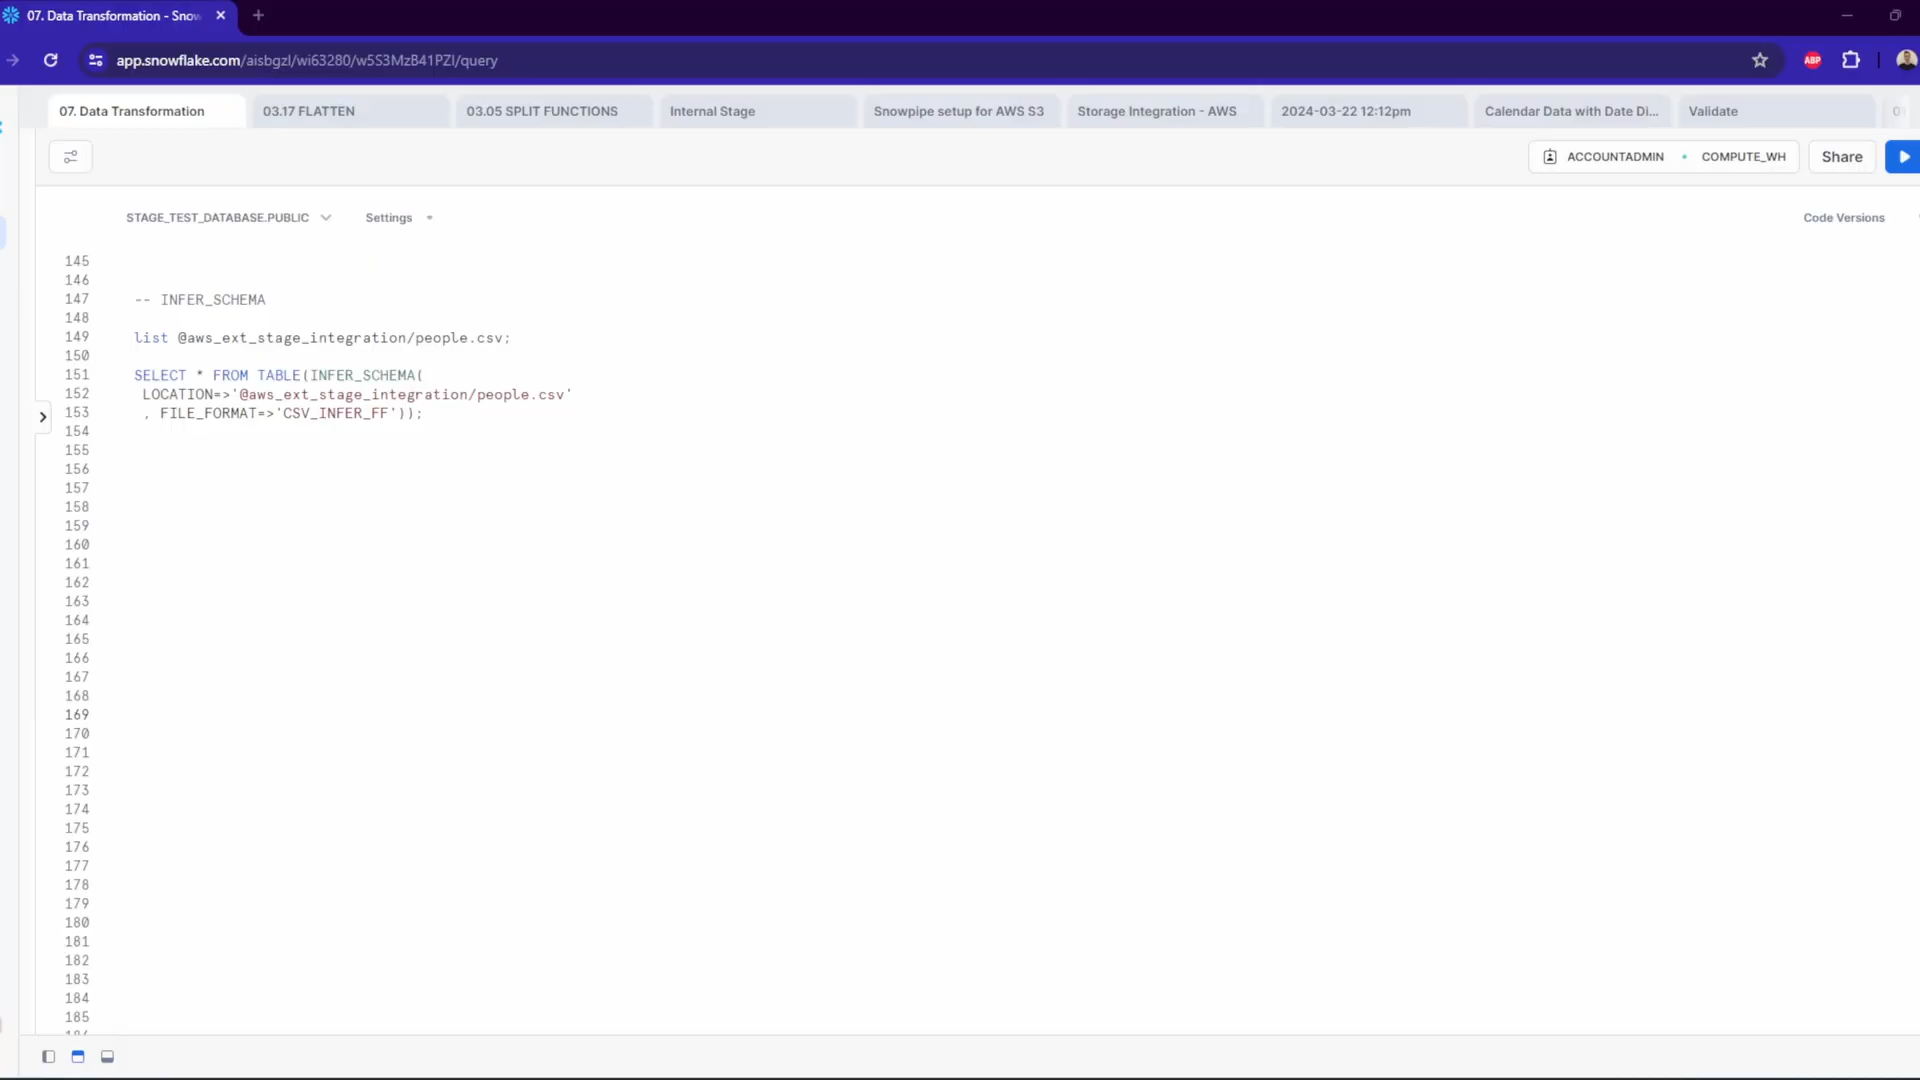 07. Data Transformation - Snow
app.snowflake.com/aisbgzl/wi63280/w5S3MzB41PZl/query
ABP
07. Data Transformation
03.17 FLATTEN
03.05 SPLIT FUNCTIONS
Internal Stage
Snowpipe setup for AWS S3
Storage Integration - AWS
2024-03-22 12:12pm
Calendar Data with Date Di...
Validate
ACCOUNTADMIN • COMPUTE_WH
Share
STAGE_TEST_DATABASE.PUBLIC
Settings
Code Versions
145
146
147 -- INFER_SCHEMA
148
149 list @aws_ext_stage_integration/people.csv;
150
151 SELECT * FROM TABLE(INFER_SCHEMA(
152 LOCATION=>'@aws_ext_stage_integration/people.csv'
153 , FILE_FORMAT=>'CSV_INFER_FF'));
154
155
156
157
158
159
160
161
162
163
164
165
166
167
168
169
170
171
172
173
174
175
176
177
178
179
180
181
182
183
184
185